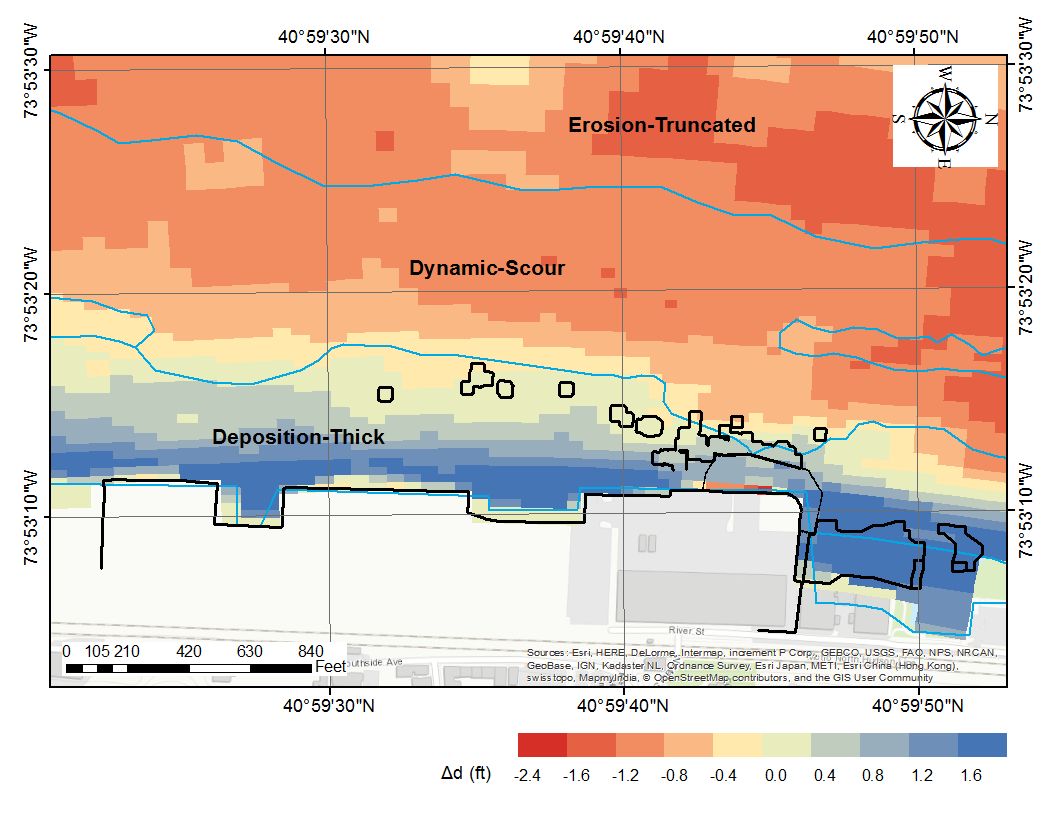 40°59'30"N 40°59'40"N 40°59'50"N
73°53'30"W 73°53'30"W
W
N
S
E
Erosion-Truncated
Dynamic-Scour
73°53'20"W 73°53'20"W
Deposition-Thick
73°53'10"W 73°53'10"W
River St
0 105 210 420 630 840
Feet
Southside Ave
Sources: Esri, HERE, DeLorme, Intermap, increment P Corp., GEBCO, USGS, FAO, NPS, NRCAN,
GeoBase, IGN, Kadaster NL, Ordnance Survey, Esri Japan, METI, Esri China (Hong Kong),
swisstopo, MapmyIndia, © OpenStreetMap contributors, and the GIS User Community
40°59'30"N 40°59'40"N 40°59'50"N
Δd (ft) -2.4 -1.6 -1.2 -0.8 -0.4 0.0 0.4 0.8 1.2 1.6